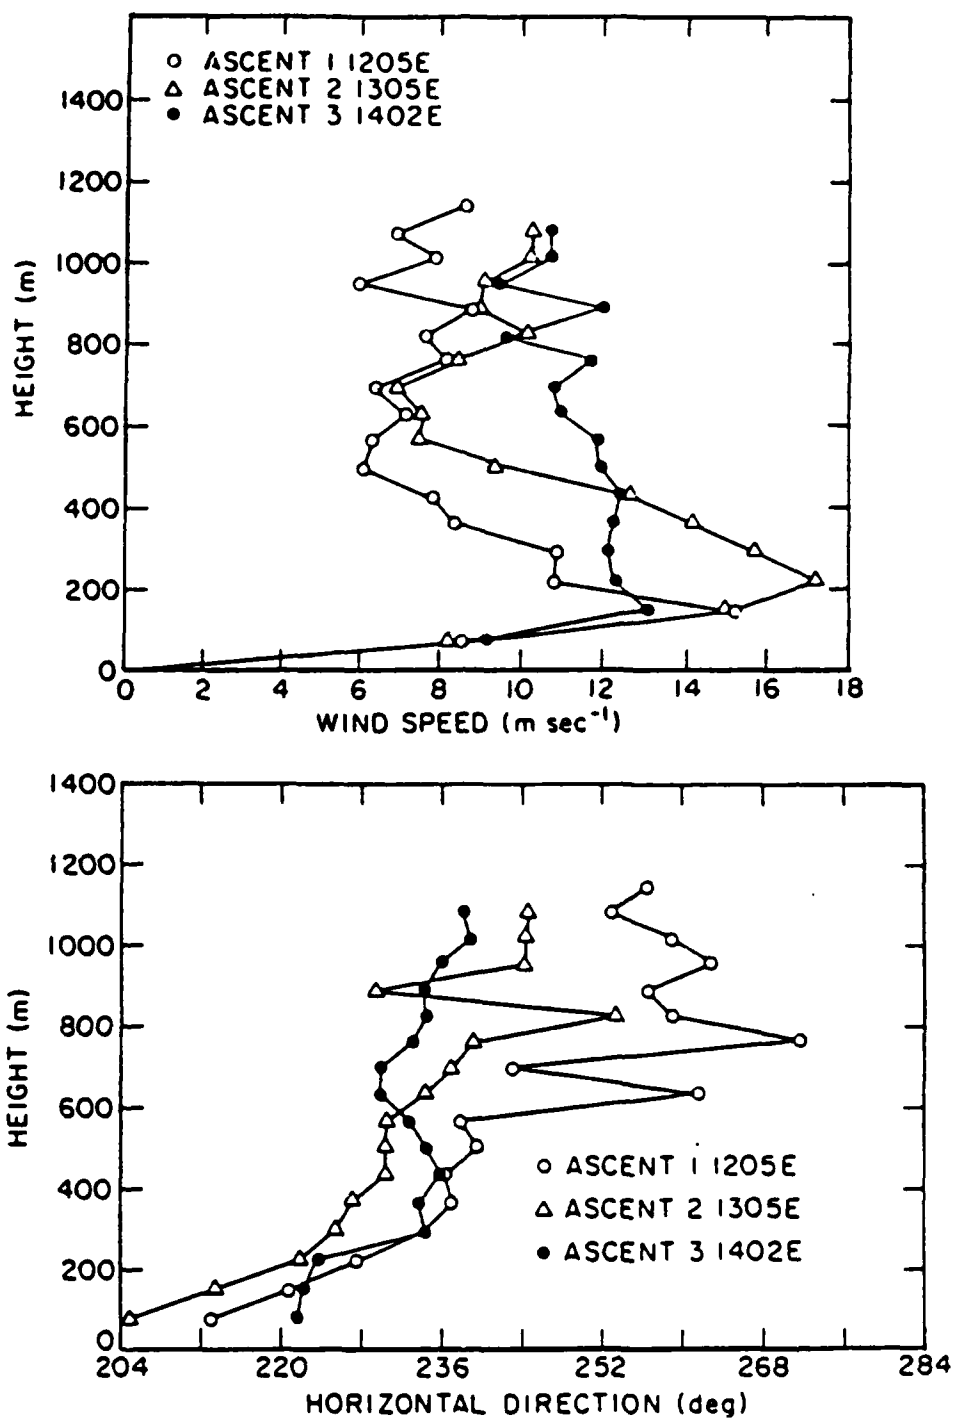 ○ ASCENT 1 1205E
△ ASCENT 2 1305E
● ASCENT 3 1402E
1400
1200
1000
800
600
400
200
0
HEIGHT (m)
0 2 4 6 8 10 12 14 16 18
WIND SPEED (m sec⁻¹)
1400
1200
1000
800
600
400
200
0
HEIGHT (m)
○ ASCENT 1 1205E
△ ASCENT 2 1305E
● ASCENT 3 1402E
204 220 236 252 268 284
HORIZONTAL DIRECTION (deg)